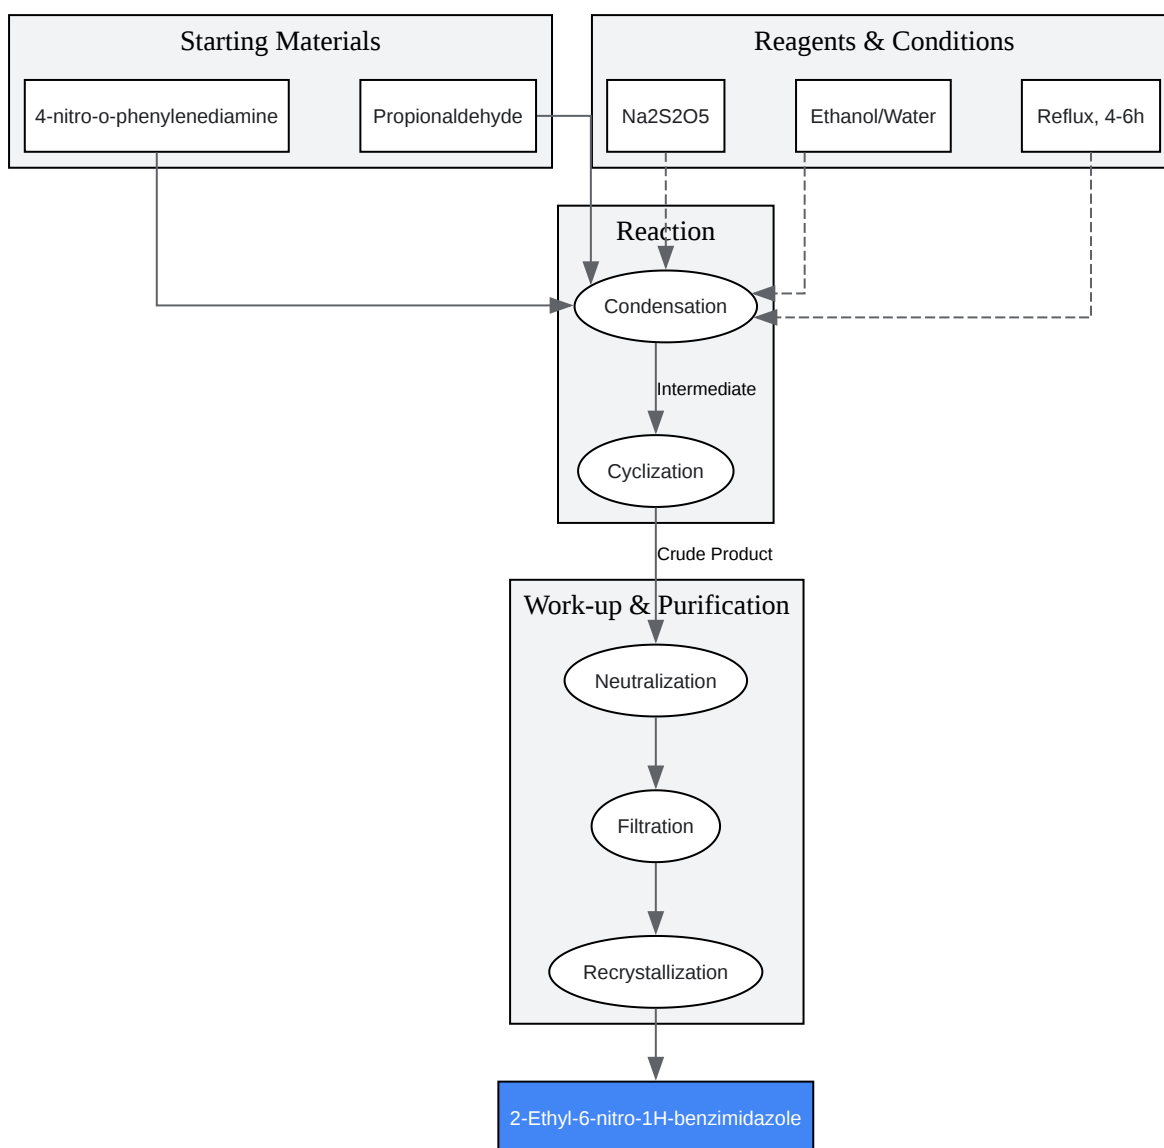 Starting Materials
Reagents & Conditions
4-nitro-o-phenylenediamine
Propionaldehyde
Na2S2O5
Ethanol/Water
Reflux, 4-6h
Reaction
Condensation
Intermediate
Cyclization
Crude Product
Work-up & Purification
Neutralization
Filtration
Recrystallization
2-Ethyl-6-nitro-1H-benzimidazole